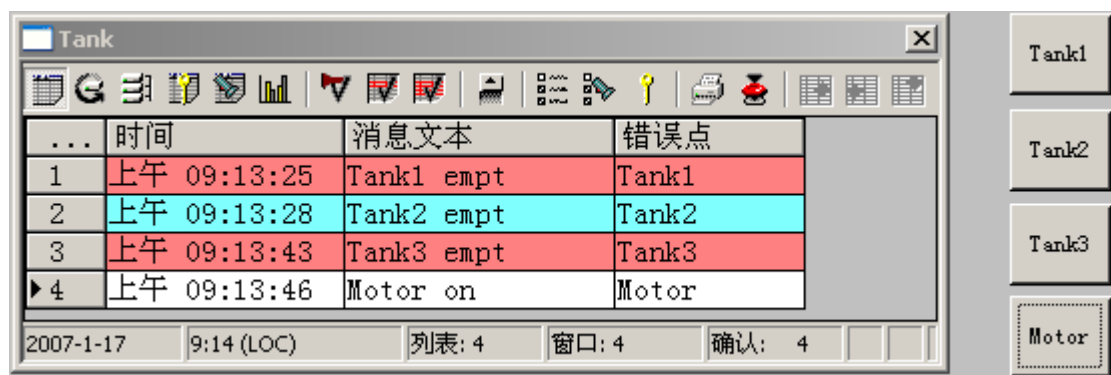 Tank
... 时间 消息文本 错误点
1 上午 09:13:25 Tank1 empt Tank1
2 上午 09:13:28 Tank2 empt Tank2
3 上午 09:13:43 Tank3 empt Tank3
4 上午 09:13:46 Motor on Motor
2007-1-17 9:14 (LOC) 列表: 4 窗口: 4 确认: 4
Tank1
Tank2
Tank3
Motor